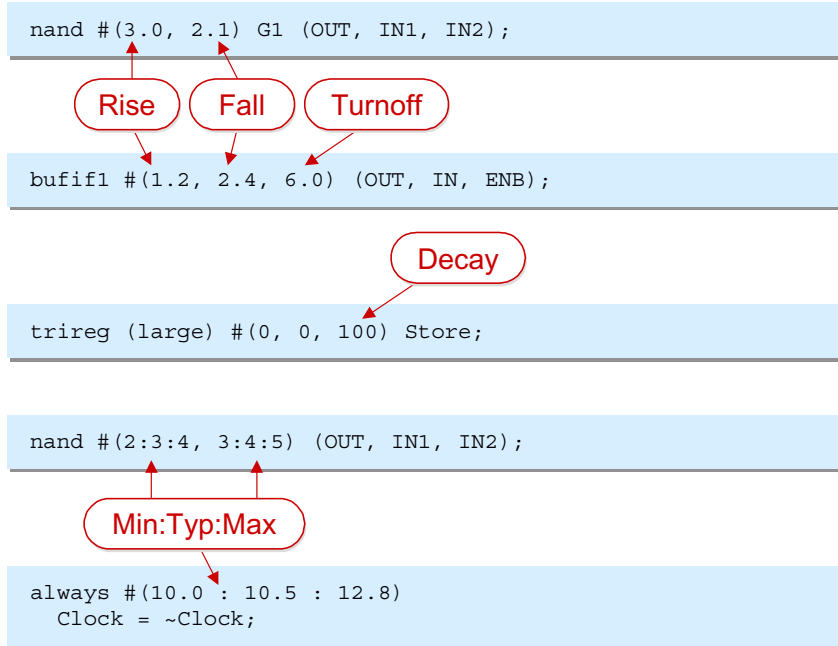 nand #(3.0, 2.1) G1 (OUT, IN1, IN2);
Rise Fall Turnoff
bufif1 #(1.2, 2.4, 6.0) (OUT, IN, ENB);
Decay
trireg (large) #(0, 0, 100) Store;
nand #(2:3:4, 3:4:5) (OUT, IN1, IN2);
Min:Typ:Max
always #(10.0 : 10.5 : 12.8)
Clock = ~Clock;